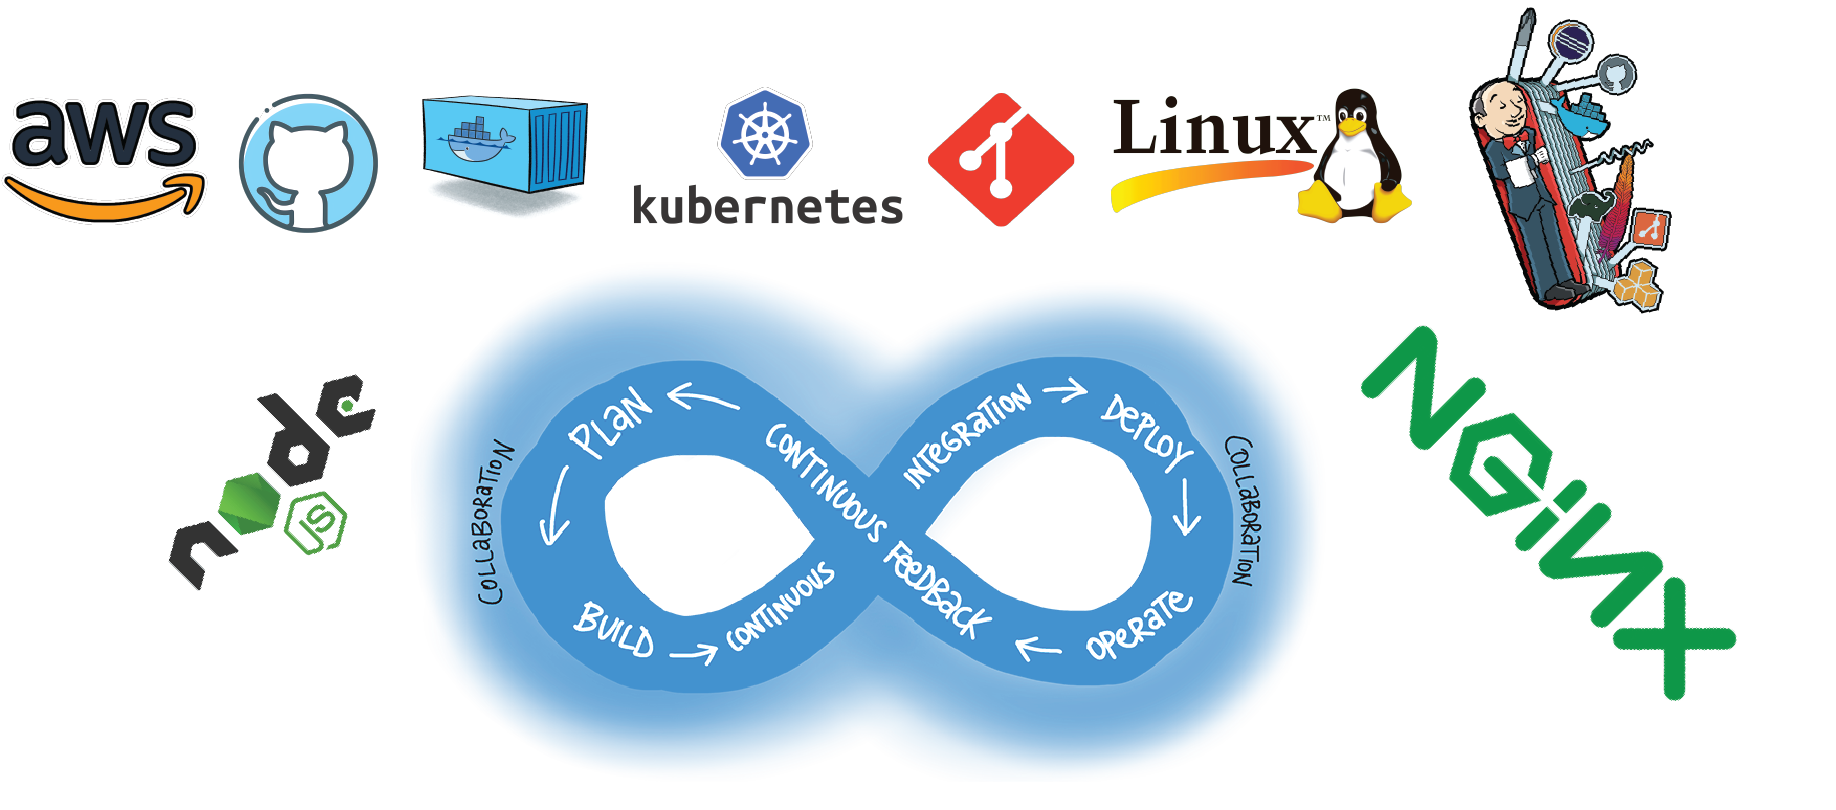 aws
kubernetes
Linux™
node
JS
PLAN
BUILD
CONTINUOUS
INTEGRATION
DEPLOY
OPERATE
CONTINUOUS FEEDBACK
COLLABORATION
COLLABORATION
NGINX